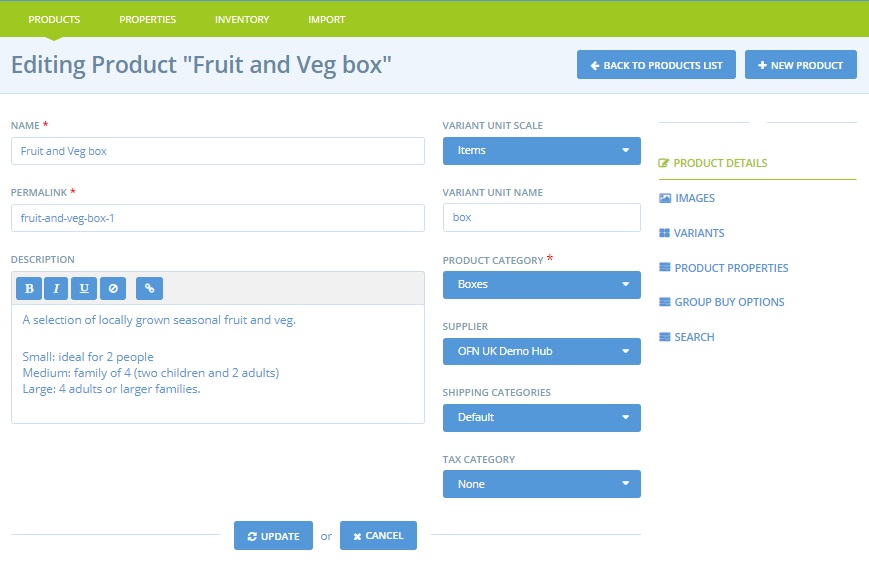 PRODUCTS PROPERTIES INVENTORY IMPORT
Editing Product "Fruit and Veg box"
BACK TO PRODUCTS LIST
NEW PRODUCT
NAME *
Fruit and Veg box
PERMALINK *
fruit-and-veg-box-1
DESCRIPTION
B I U
A selection of locally grown seasonal fruit and veg.
Small: ideal for 2 people
Medium: family of 4 (two children and 2 adults)
Large: 4 adults or larger families.
VARIANT UNIT SCALE
Items
VARIANT UNIT NAME
box
PRODUCT CATEGORY *
Boxes
SUPPLIER
OFN UK Demo Hub
SHIPPING CATEGORIES
Default
TAX CATEGORY
None
PRODUCT DETAILS
IMAGES
VARIANTS
PRODUCT PROPERTIES
GROUP BUY OPTIONS
SEARCH
UPDATE or CANCEL